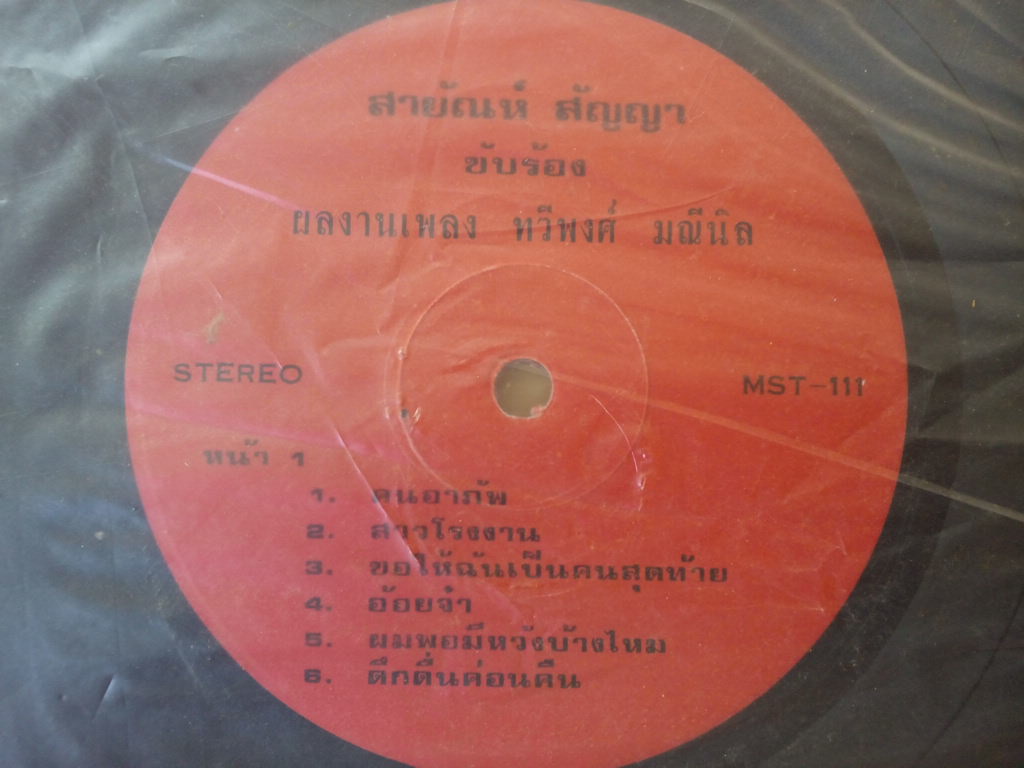 สายัณห์ สัญญา
ขับร้อง
ผลงานเพลง ทวีพงศ์ มณีนิล
STEREO
MST-111
หน้า 1
1. คนอาภัพ
2. สาวโรงงาน
3. ขอให้ฉันเป็นคนสุดท้าย
4. อ้อยจ๋า
5. ผมพอมีหวังบ้างไหม
6. ดึกดื่นค่อนคืน